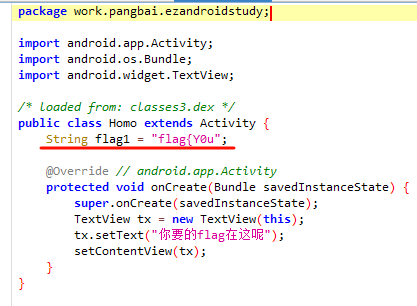 package work.pangbai.ezandroidstudy;
import android.app.Activity;
import android.os.Bundle;
import android.widget.TextView;
/* loaded from: classes3.dex */
public class Homo extends Activity {
String flag1 = "flag{Y0u";
@Override // android.app.Activity
protected void onCreate(Bundle savedInstanceState) {
super.onCreate(savedInstanceState);
TextView tx = new TextView(this);
tx.setText("你要的flag在这呢");
setContentView(tx);
}
}